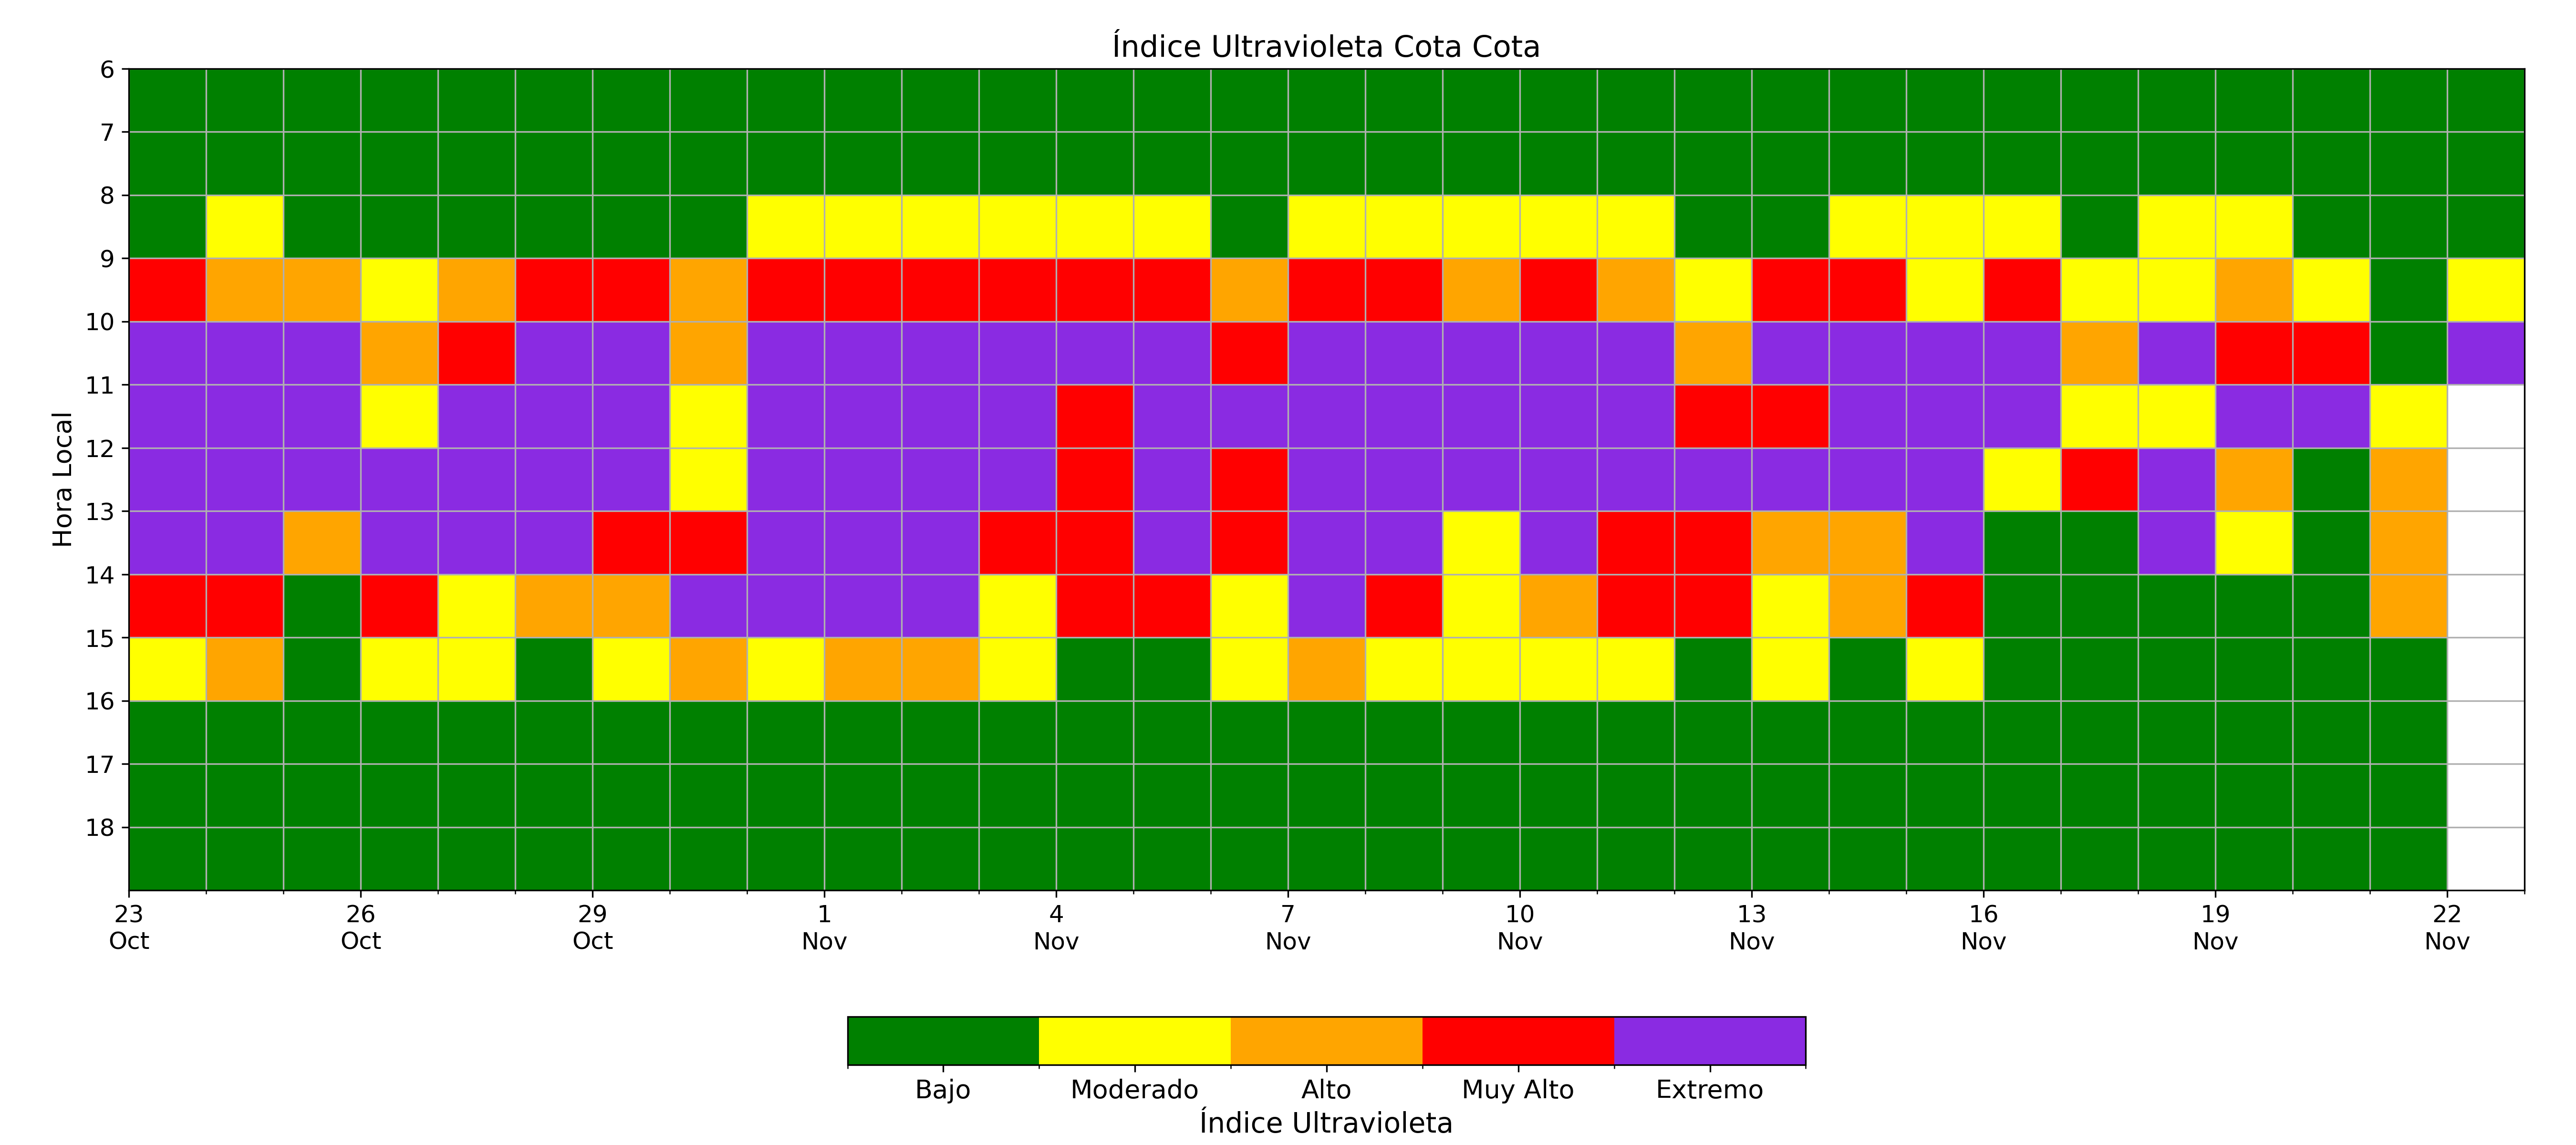 Índice Ultravioleta Cota Cota
Hora Local
6
7
8
9
10
11
12
13
14
15
16
17
18
23 26 29 1 4 7 10 13 16 19 22
Oct Oct Oct Nov Nov Nov Nov Nov Nov Nov Nov
Bajo Moderado Alto Muy Alto Extremo
Índice Ultravioleta